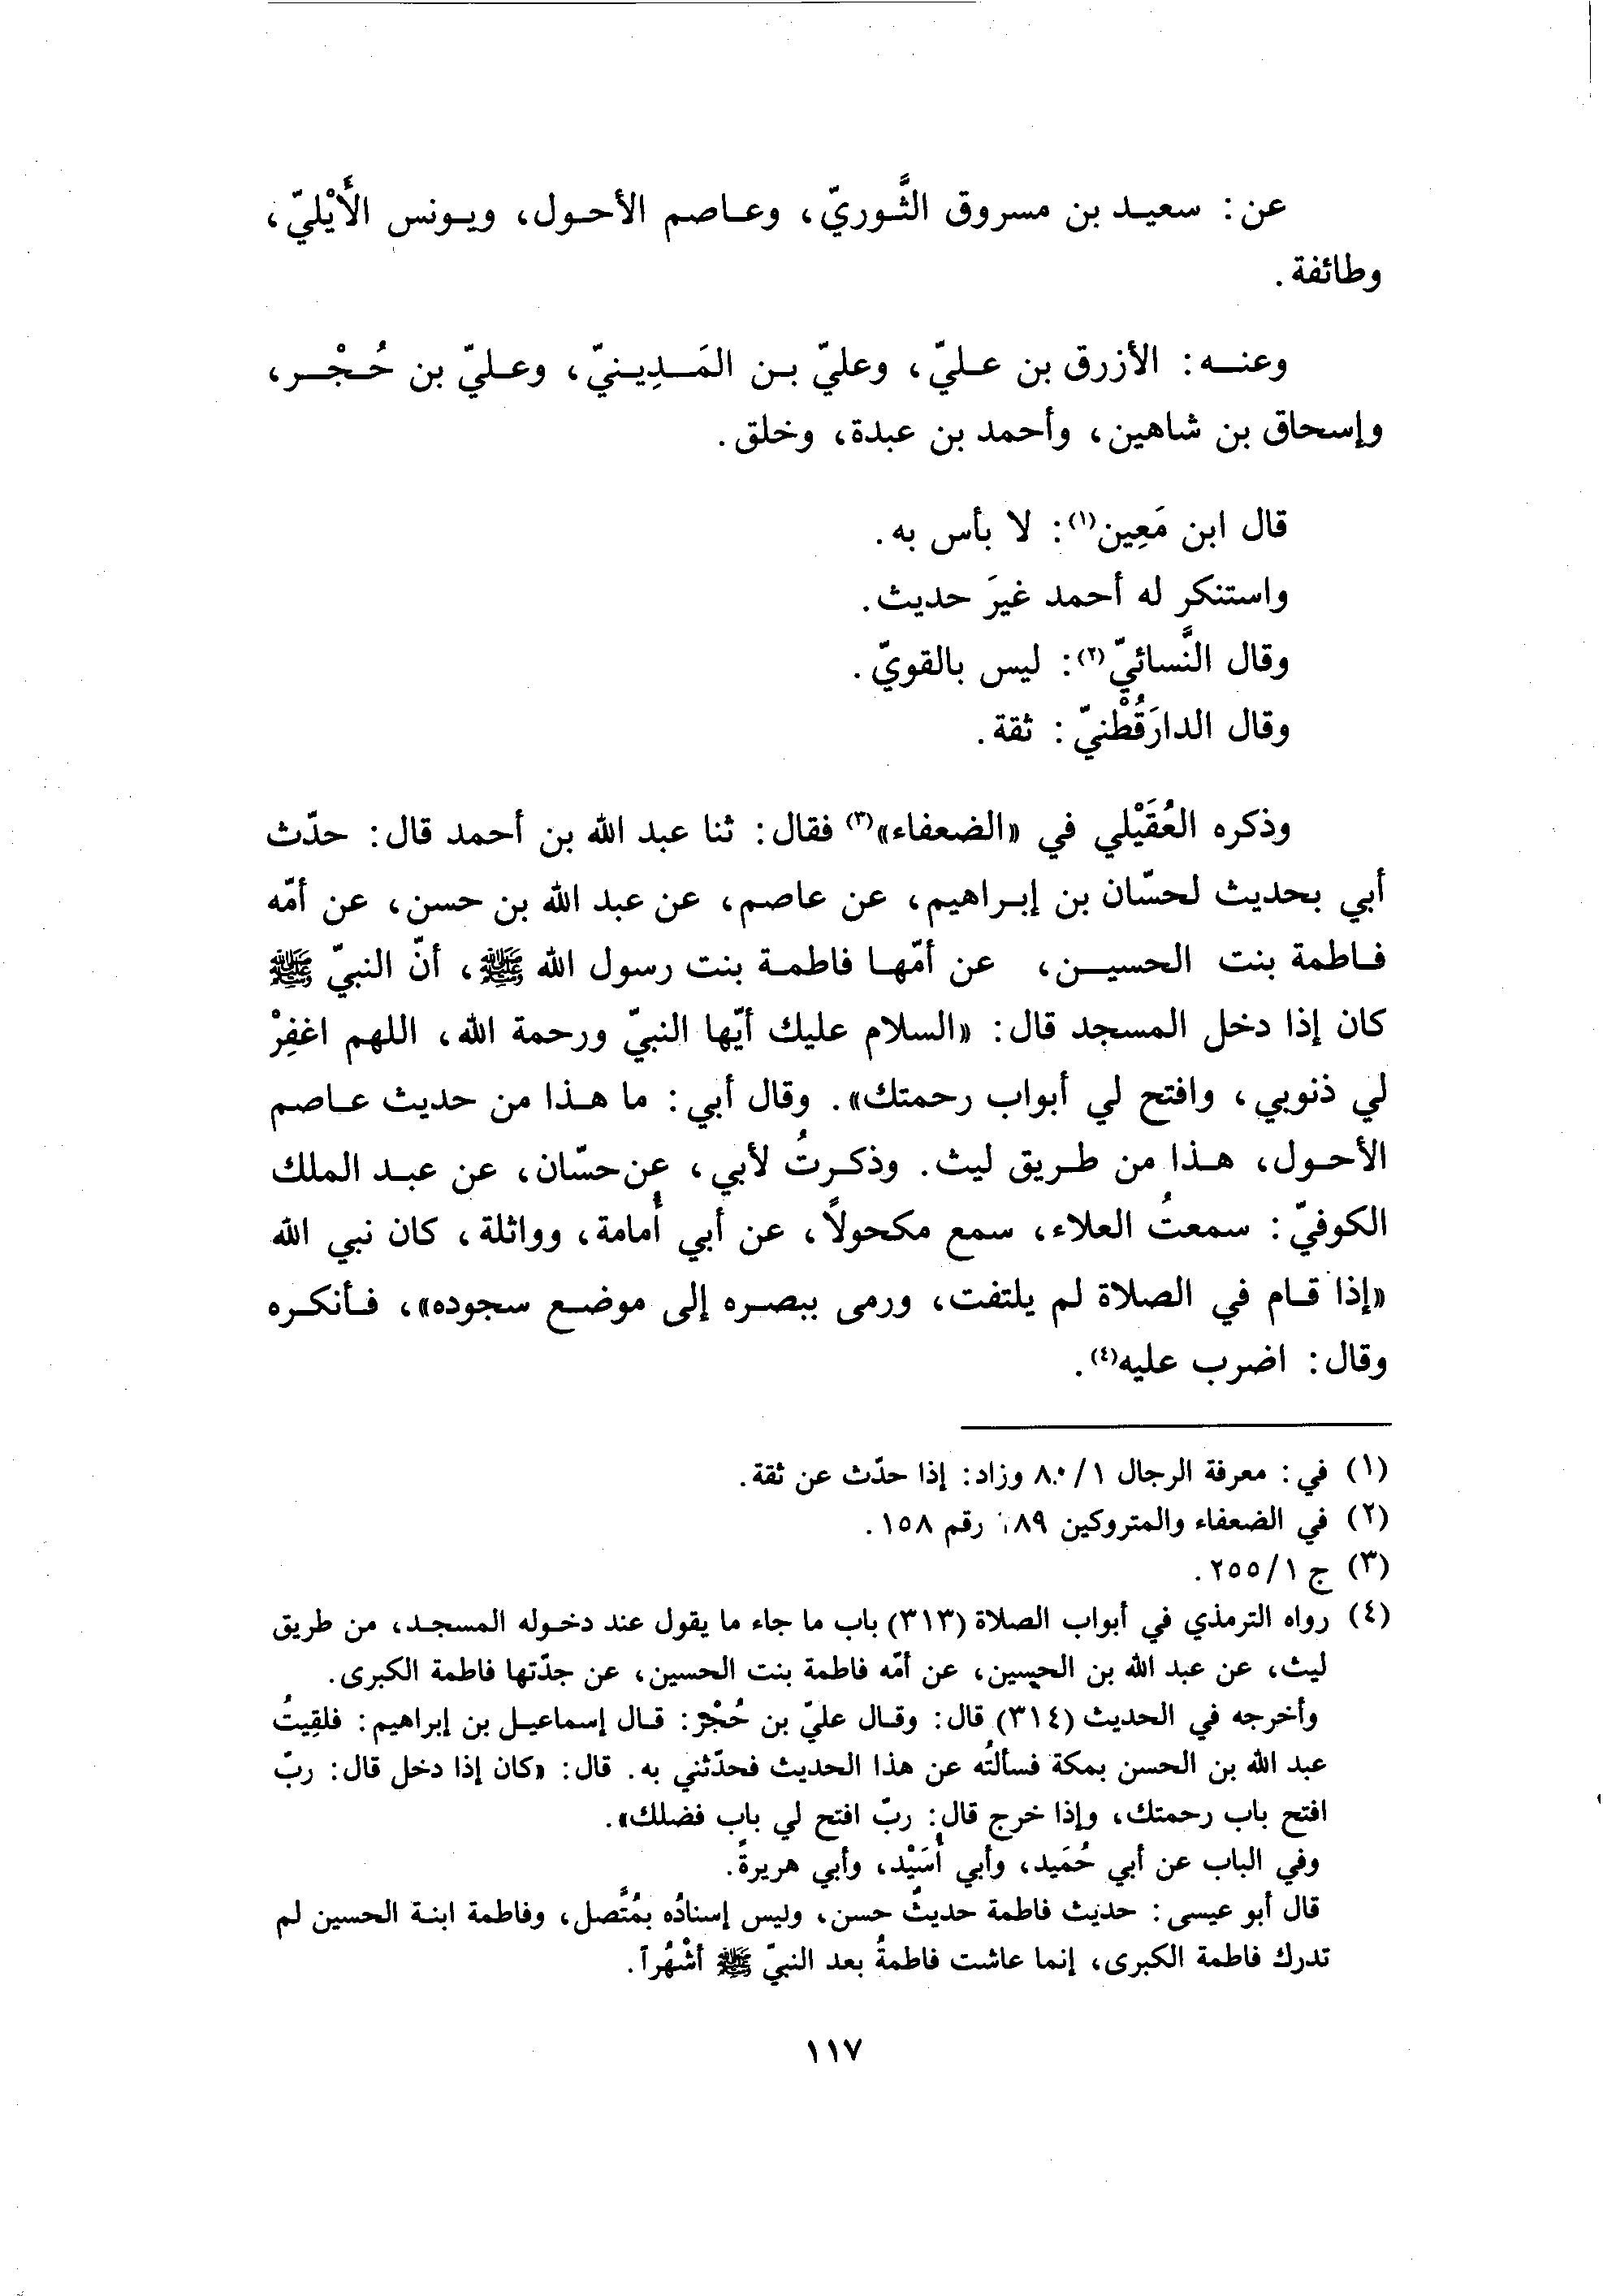 عن: سعيد بن مسروق الثَّوريّ، وعاصم الأحول، ويونس الأَيْليّ،
وطائفة.
وعنه: الأزرق بن عليّ، وعليّ بن المَدِينيّ، وعليّ بن حُجْر،
وإسحاق بن شاهين، وأحمد بن عبدة، وخلق.
قال ابن مَعِين(١): لا بأس به.
واستنكر له أحمد غيرَ حديث.
وقال النَّسائيّ(٢): ليس بالقويّ.
وقال الدارَقُطْنيّ: ثقة.
وذكره العُقَيْلي في «الضعفاء»(٣) فقال: ثنا عبد الله بن أحمد قال: حدّث
أبي بحديث لحسّان بن إبراهيم، عن عاصم، عن عبد الله بن حسن، عن أمّه
فاطمة بنت الحسين، عن أمّها فاطمة بنت رسول الله ﷺ، أنّ النبيّ ﷺ
كان إذا دخل المسجد قال: «السلام عليك أيّها النبيّ ورحمة الله، اللهم اغفِرْ
لي ذنوبي، وافتح لي أبواب رحمتك». وقال أبي: ما هذا من حديث عاصم
الأحول، هذا من طريق ليث. وذكرتُ لأبي، عن حسّان، عن عبد الملك
الكوفيّ: سمعتُ العلاء، سمع مكحولاً، عن أبي أُمامة، وواثلة، كان نبي الله
«إذا قام في الصلاة لم يلتفت، ورمى ببصره إلى موضع سجوده»، فأنكره
وقال: اضرب عليه(٤).
(١) في: معرفة الرجال ١/٨٠ وزاد: إذا حدّث عن ثقة.
(٢) في الضعفاء والمتروكين ٢٨٩ رقم ١٥٨.
(٣) ج ١/٢٥٥.
(٤) رواه الترمذي في أبواب الصلاة (٣١٣) باب ما جاء ما يقول عند دخوله المسجد، من طريق
ليث، عن عبد الله بن الحسين، عن أمّه فاطمة بنت الحسين، عن جدّتها فاطمة الكبرى.
وأخرجه في الحديث (٣١٤) قال: وقال عليّ بن حُجْر: قال إسماعيل بن إبراهيم: فلقِيتُ
عبد الله بن الحسن بمكة فسألتُه عن هذا الحديث فحدّثني به. قال: «كان إذا دخل قال: ربّ
افتح باب رحمتك، وإذا خرج قال: ربّ افتح لي باب فضلك».
وفي الباب عن أبي حُمَيد، وأبي أُسَيْد، وأبي هريرة.
قال أبو عيسى: حديث فاطمة حديثٌ حسن، وليس إسنادُه بمُتَّصل، وفاطمة ابنة الحسين لم
تدرك فاطمة الكبرى، إنما عاشت فاطمةُ بعد النبيّ ﷺ أشْهُراً.
١١٧